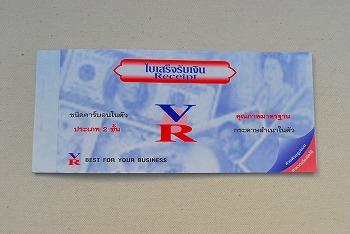 ใบเสร็จรับเงิน
Receipt
ชนิดคาร์บอนในตัว
ประเภท 2 ชั้น
VR
คุณภาพมาตรฐาน
กระดาษสำเนาในตัว
VR BEST FOR YOUR BUSINESS